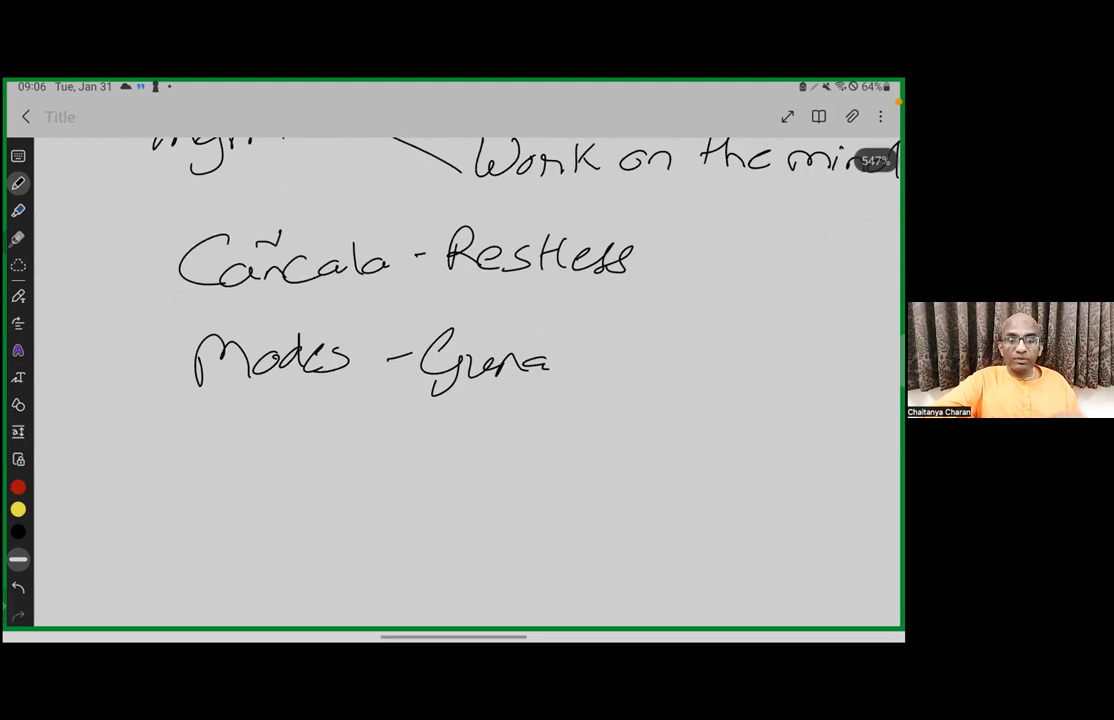 09:06 Tue, Jan 31 64%
Title
Work on the mind
547%
Cañcala - Restless
Modes - Guna
Chaitanya Charan